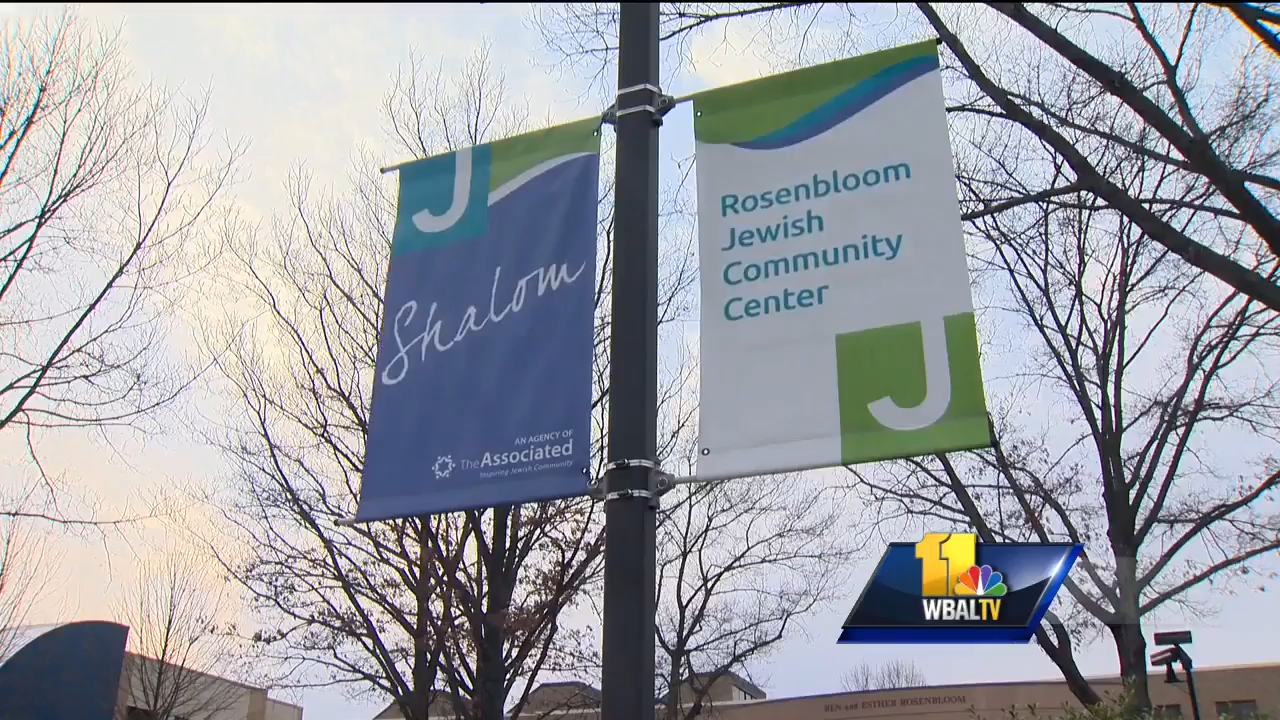 J
Shalom
AN AGENCY OF
The Associated
Inspiring Jewish Community
Rosenbloom
Jewish
Community
Center
J
11
WBALTV
BEN AND ESTHER ROSENBLOOM